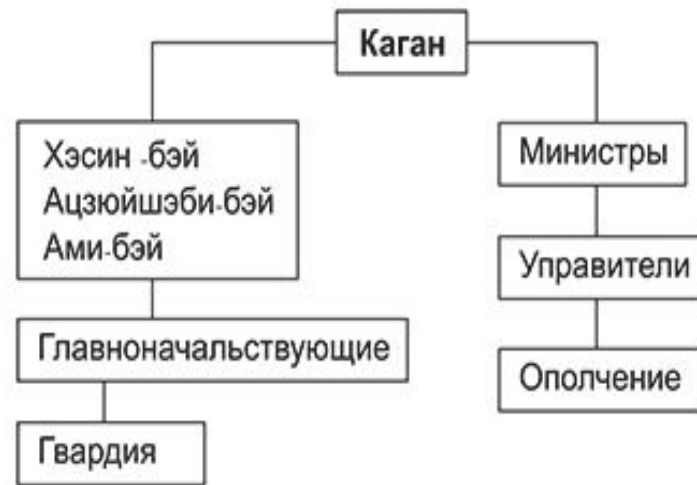 Каган
Хэсин -бэй
Ацзюйшэби-бэй
Ами-бэй
Главноначальствующие
Гвардия
Министры
Управители
Ополчение